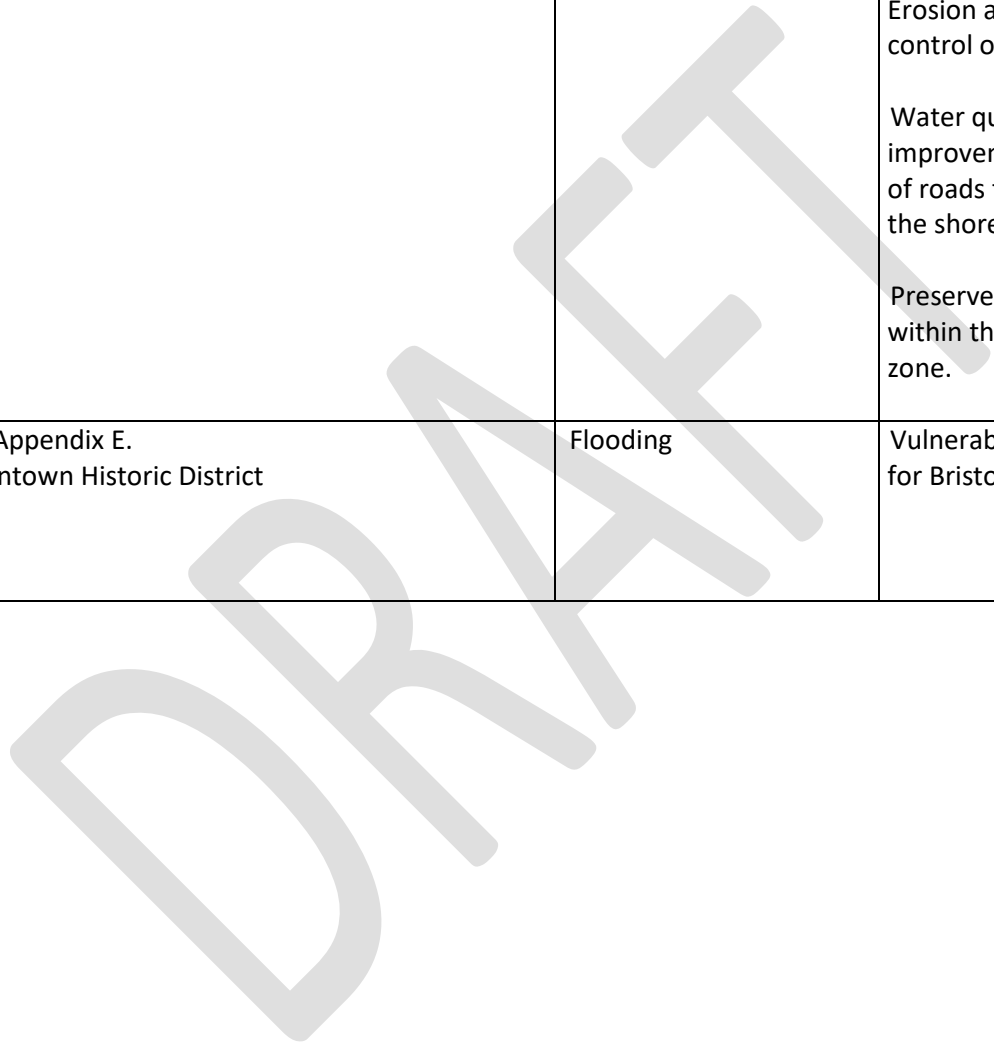 Erosion a
control o
Water qu
improver
of roads
the shore
Preserve
within th
zone.
Appendix E.
ntown Historic District
Flooding
Vulnerab
for Bristo
DRAFT